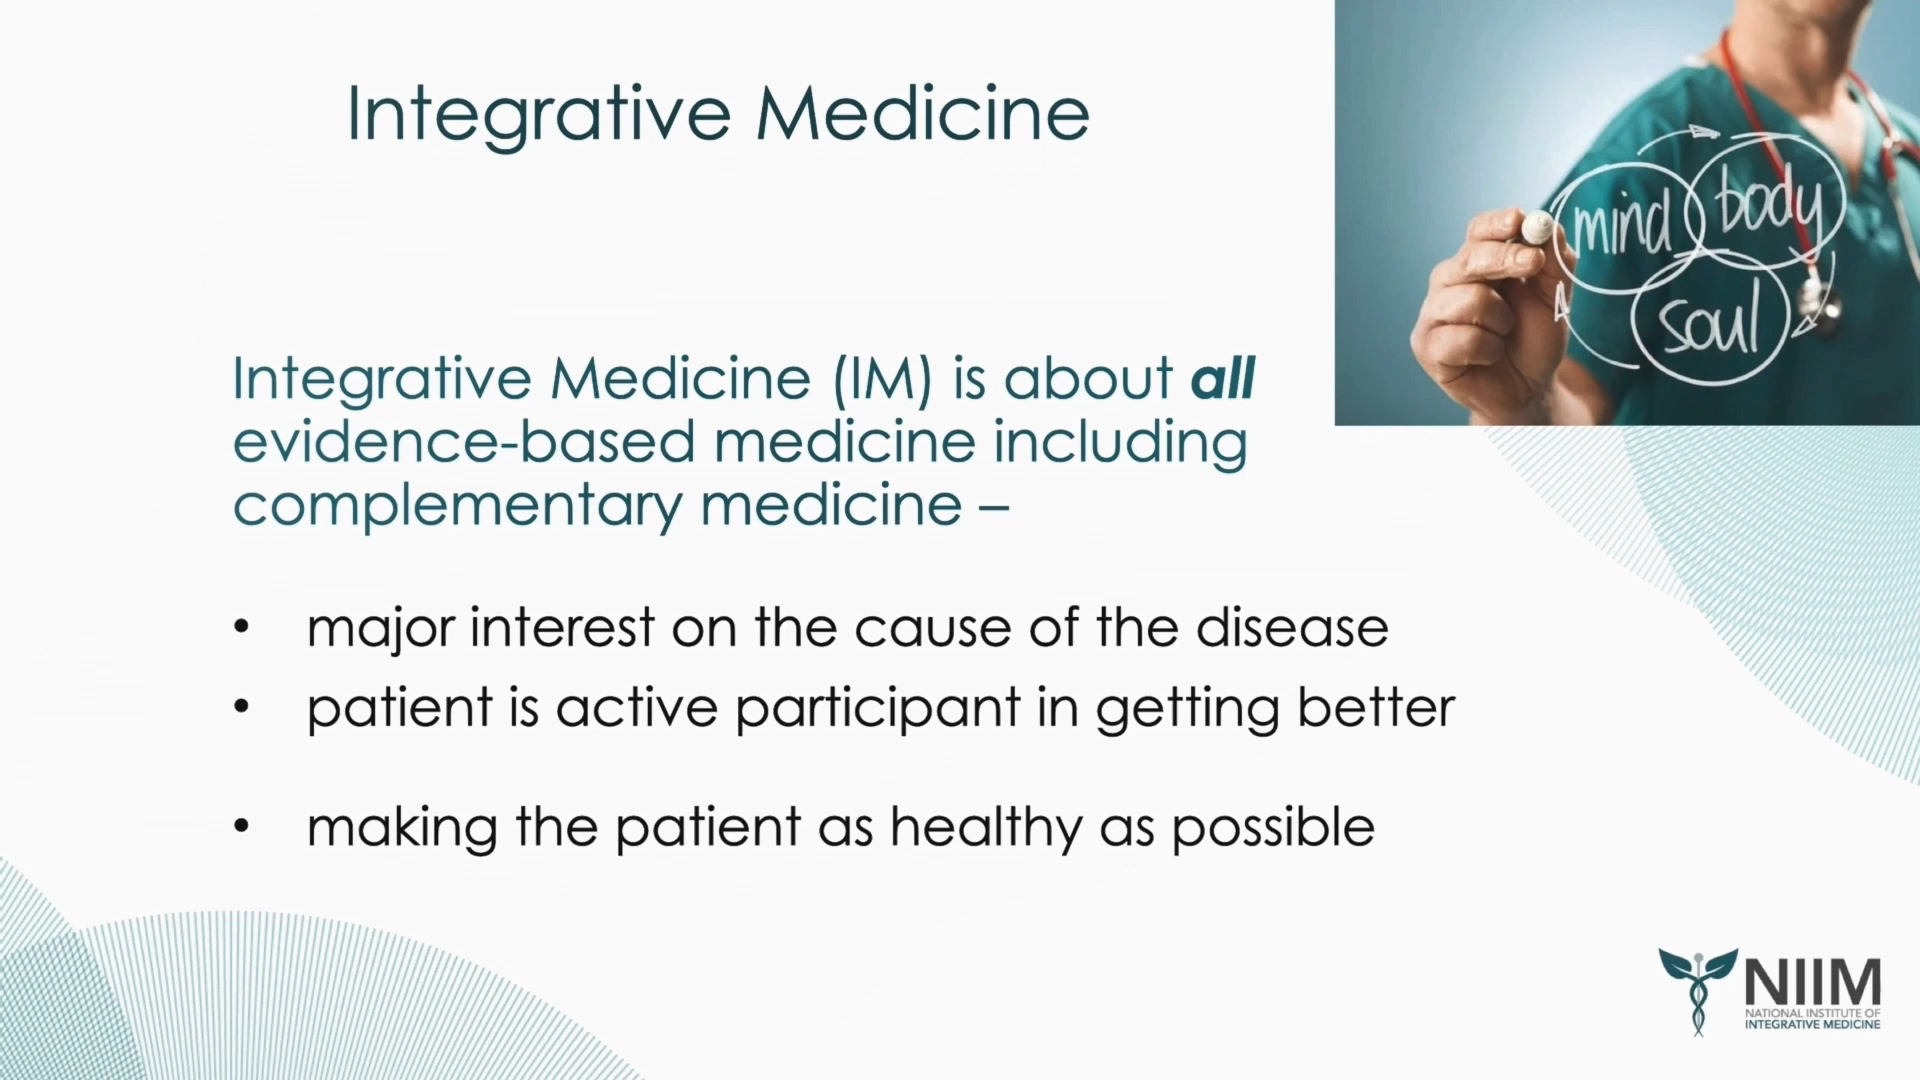 Integrative Medicine
mind
body
soul
Integrative Medicine (IM) is about all
evidence-based medicine including
complementary medicine –
• major interest on the cause of the disease
• patient is active participant in getting better
• making the patient as healthy as possible
NIIM
NATIONAL INSTITUTE OF
INTEGRATIVE MEDICINE